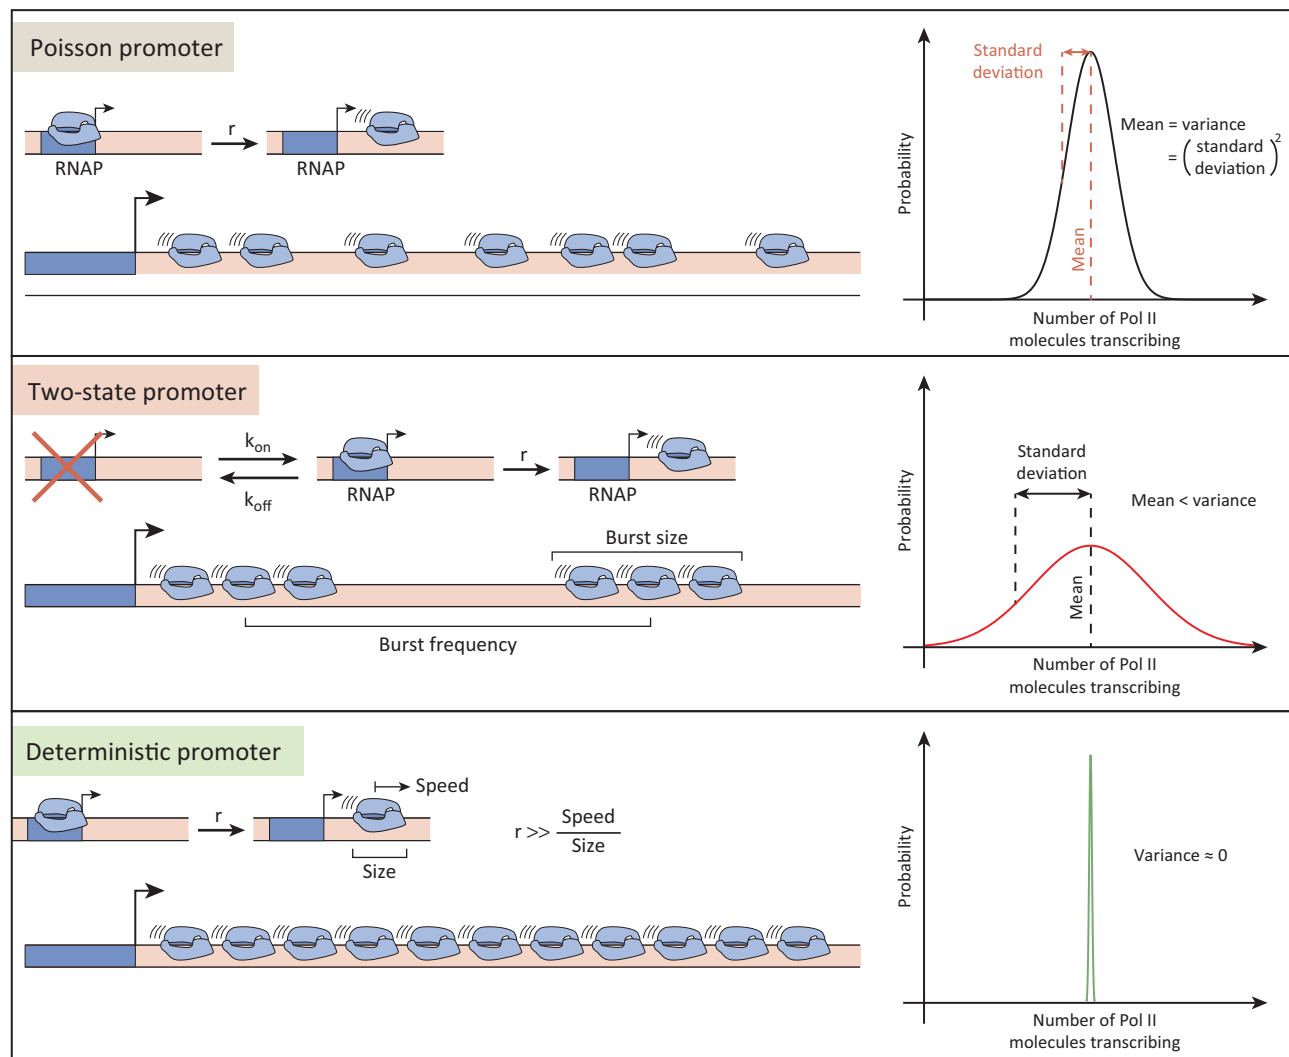 Poisson promoter
r
RNAP
RNAP
Standard
deviation
Mean
Probability
Mean = variance
= (standard
deviation)²
Number of Pol II
molecules transcribing
Two-state promoter
kon
koff
r
RNAP
RNAP
Burst size
Burst frequency
Standard
deviation
Mean
Probability
Mean < variance
Number of Pol II
molecules transcribing
Deterministic promoter
r
Speed
Size
r >> Speed
Size
Probability
Variance ≈ 0
Number of Pol II
molecules transcribing